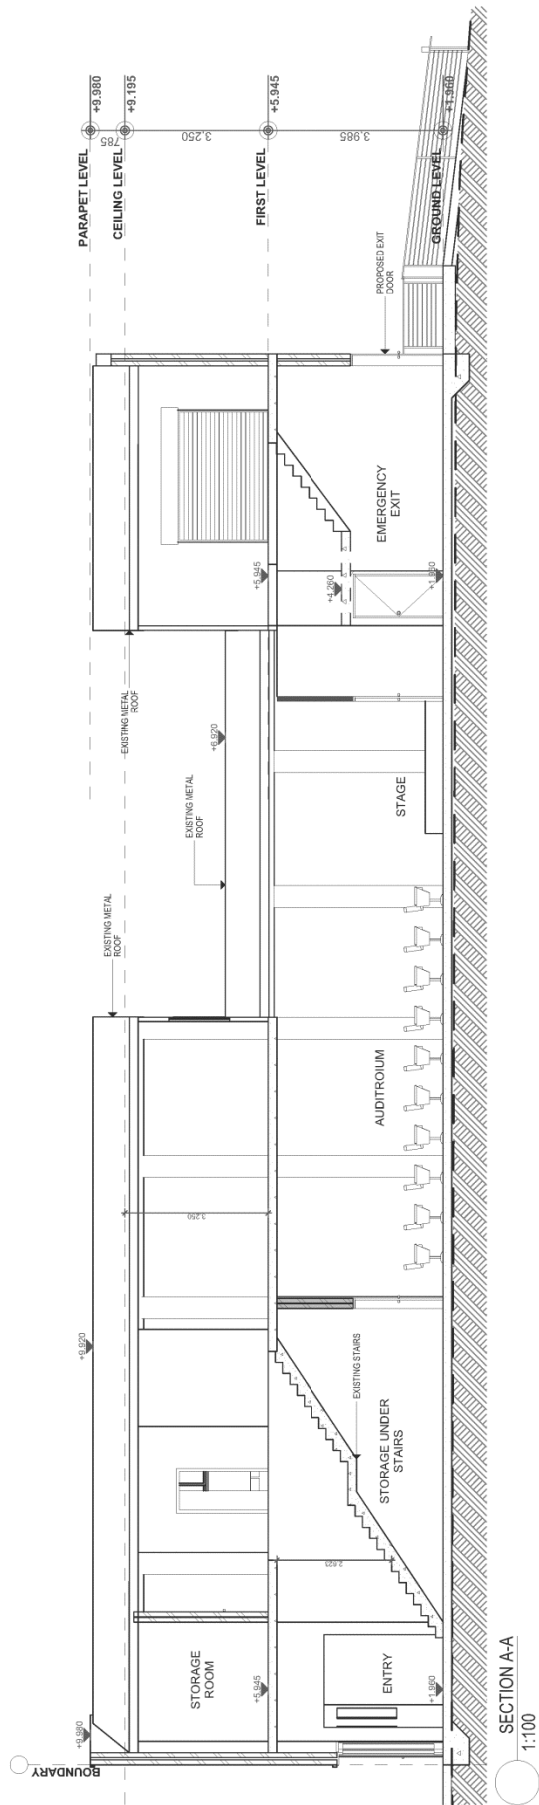 PARAPET LEVEL
+9.980
785
CEILING LEVEL
+9.195
3,250
FIRST LEVEL
+5.945
3,985
GROUND LEVEL
+1.960
PROPOSED EXIT
DOOR
EXISTING METAL
ROOF
EXISTING METAL
ROOF
EXISTING METAL
ROOF
+6.920
+5.945
+4.260
+1.930
EMERGENCY
EXIT
STAGE
AUDITROIUM
3,250
+9.920
EXISTING STAIRS
STORAGE UNDER
STAIRS
2,623
STORAGE
ROOM
ENTRY
+9.980
+5.945
+1.960
BOUNDARY
SECTION A-A
1:100